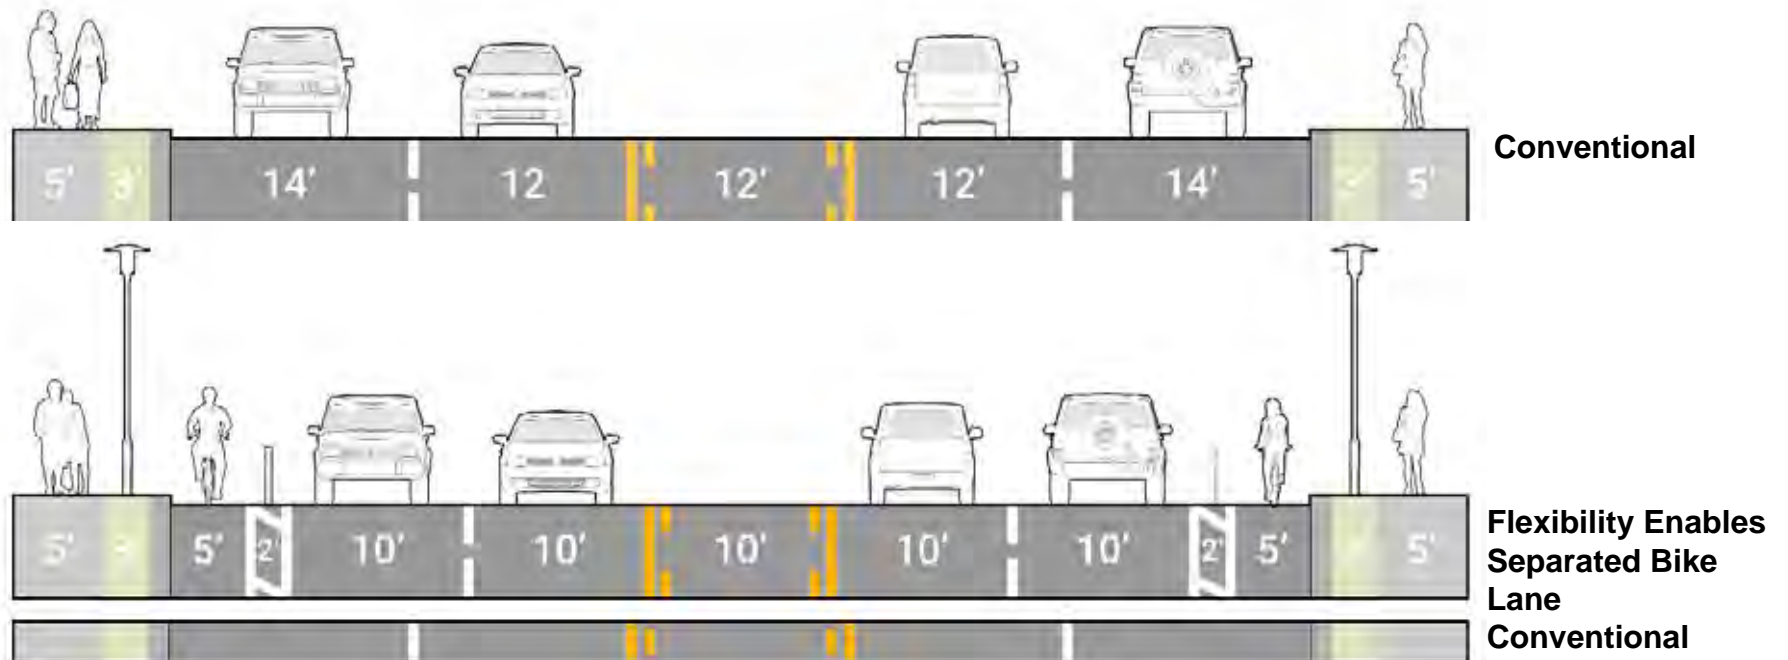 5' 3' 14' 12 12' 12' 14' 5'
Conventional
5' 5' 2' 10' 10' 10' 10' 10' 2' 5' 5'
Flexibility Enables
Separated Bike
Lane
Conventional